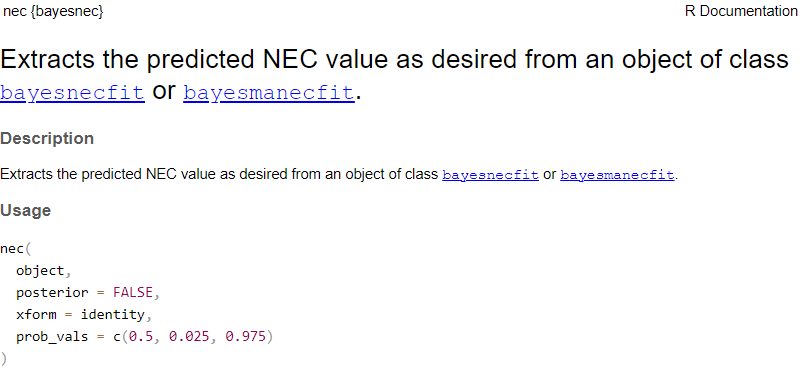 nec {bayesnec} R Documentation
Extracts the predicted NEC value as desired from an object of class
bayesnecfit or bayesmanecfit.
Description
Extracts the predicted NEC value as desired from an object of class bayesnecfit or bayesmanecfit.
Usage
nec(
  object,
  posterior = FALSE,
  xform = identity,
  prob_vals = c(0.5, 0.025, 0.975)
)